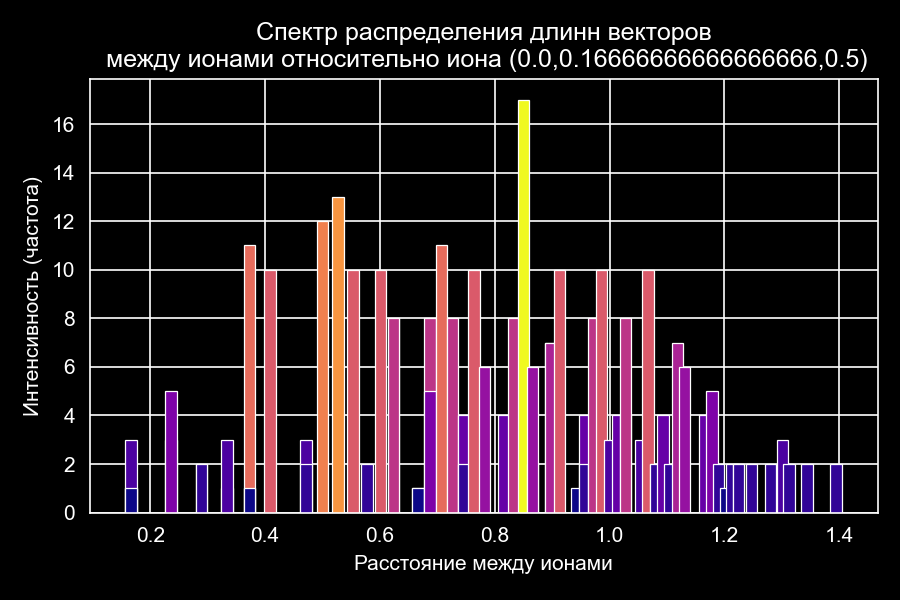 Спектр распределения длинн векторов
между ионами относительно иона (0.0,0.16666666666666666,0.5)
Интенсивность (частота)
16
14
12
10
8
6
4
2
0
0.2 0.4 0.6 0.8 1.0 1.2 1.4
Расстояние между ионами